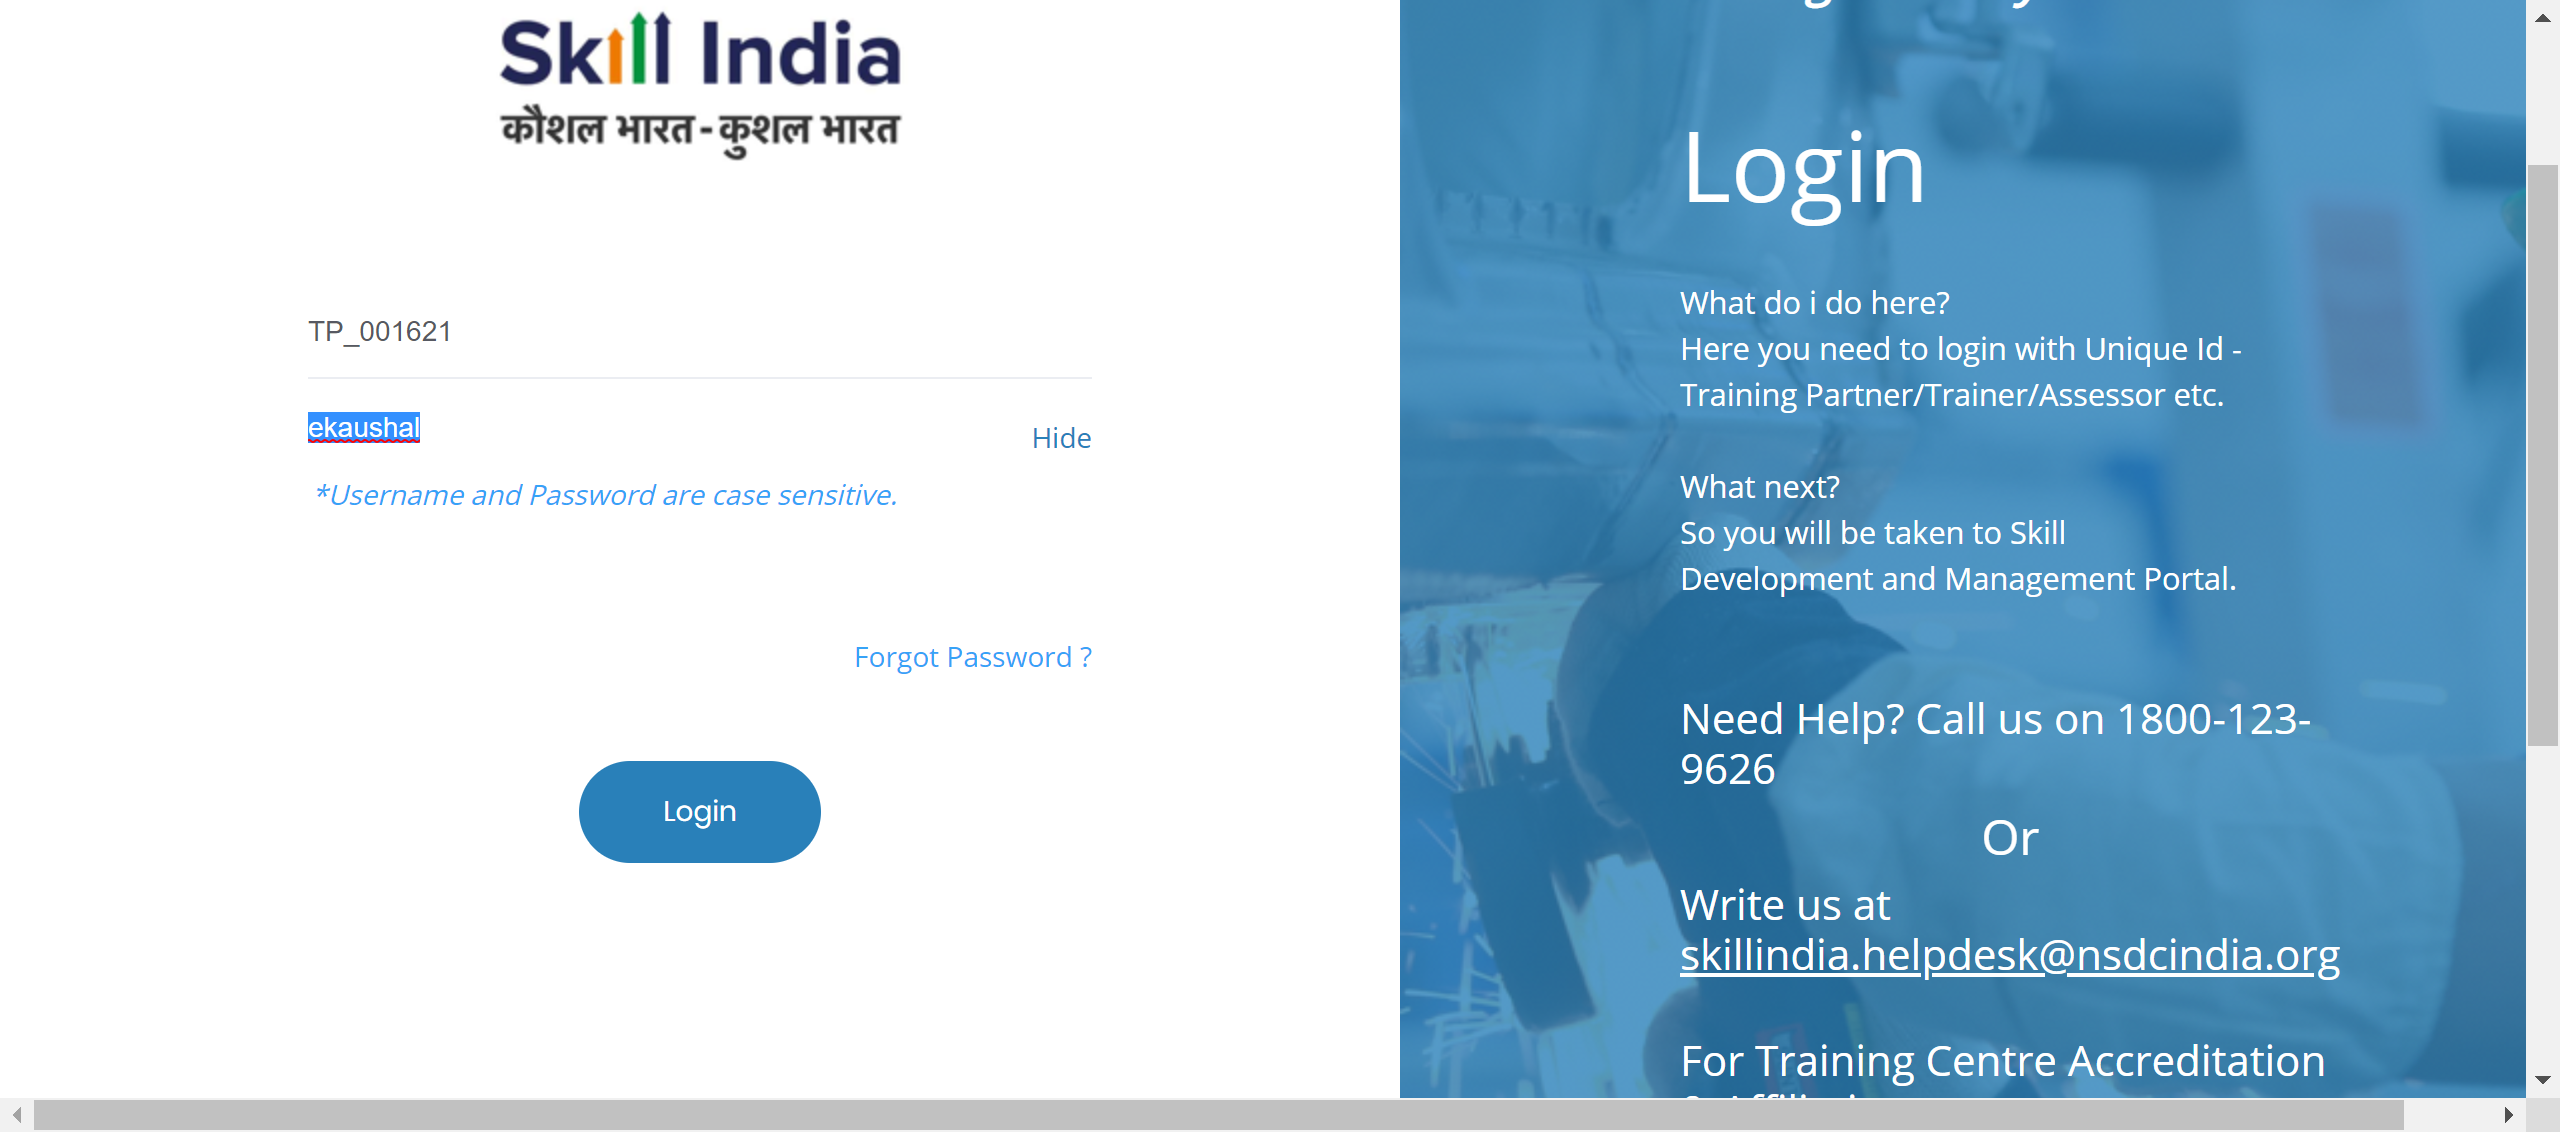 Skill India
कौशल भारत - कुशल भारत
TP_001621
ekaushal
Hide
*Username and Password are case sensitive.
Forgot Password ?
Login
Login
What do i do here?
Here you need to login with Unique Id -
Training Partner/Trainer/Assessor etc.
What next?
So you will be taken to Skill
Development and Management Portal.
Need Help? Call us on 1800-123-
9626
Or
Write us at
skillindia.helpdesk@nsdcindia.org
For Training Centre Accreditation